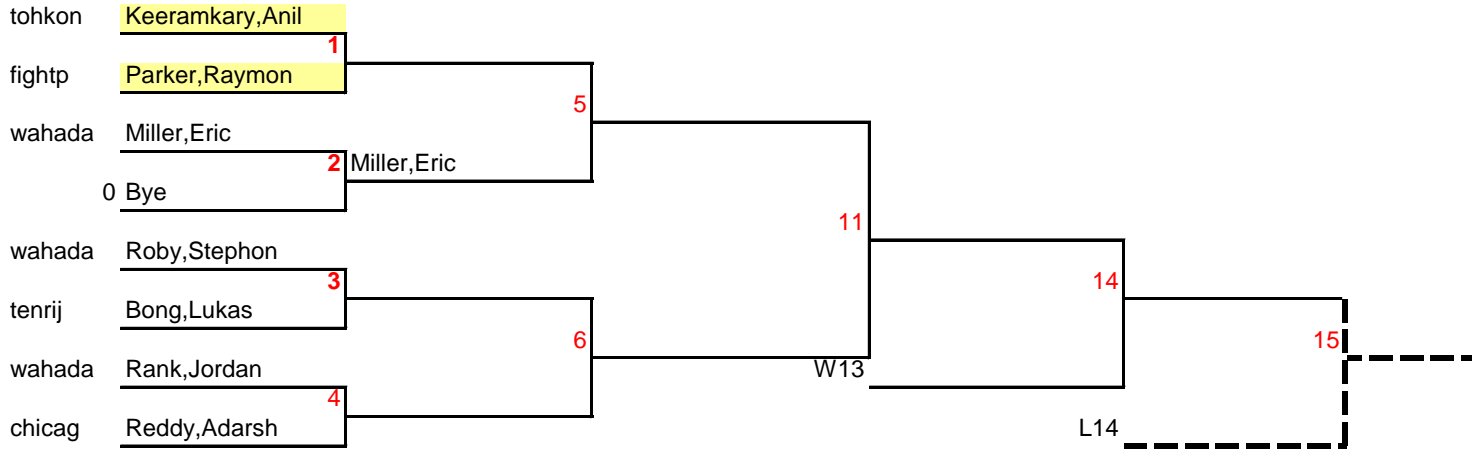 tohkon Keeramkary,Anil
1
fightp Parker,Raymon
5
wahada Miller,Eric
2 Miller,Eric
0 Bye
11
wahada Roby,Stephon
3 14
tenrij Bong,Lukas
6 15
wahada Rank,Jordan W13
4
chicag Reddy,Adarsh L14